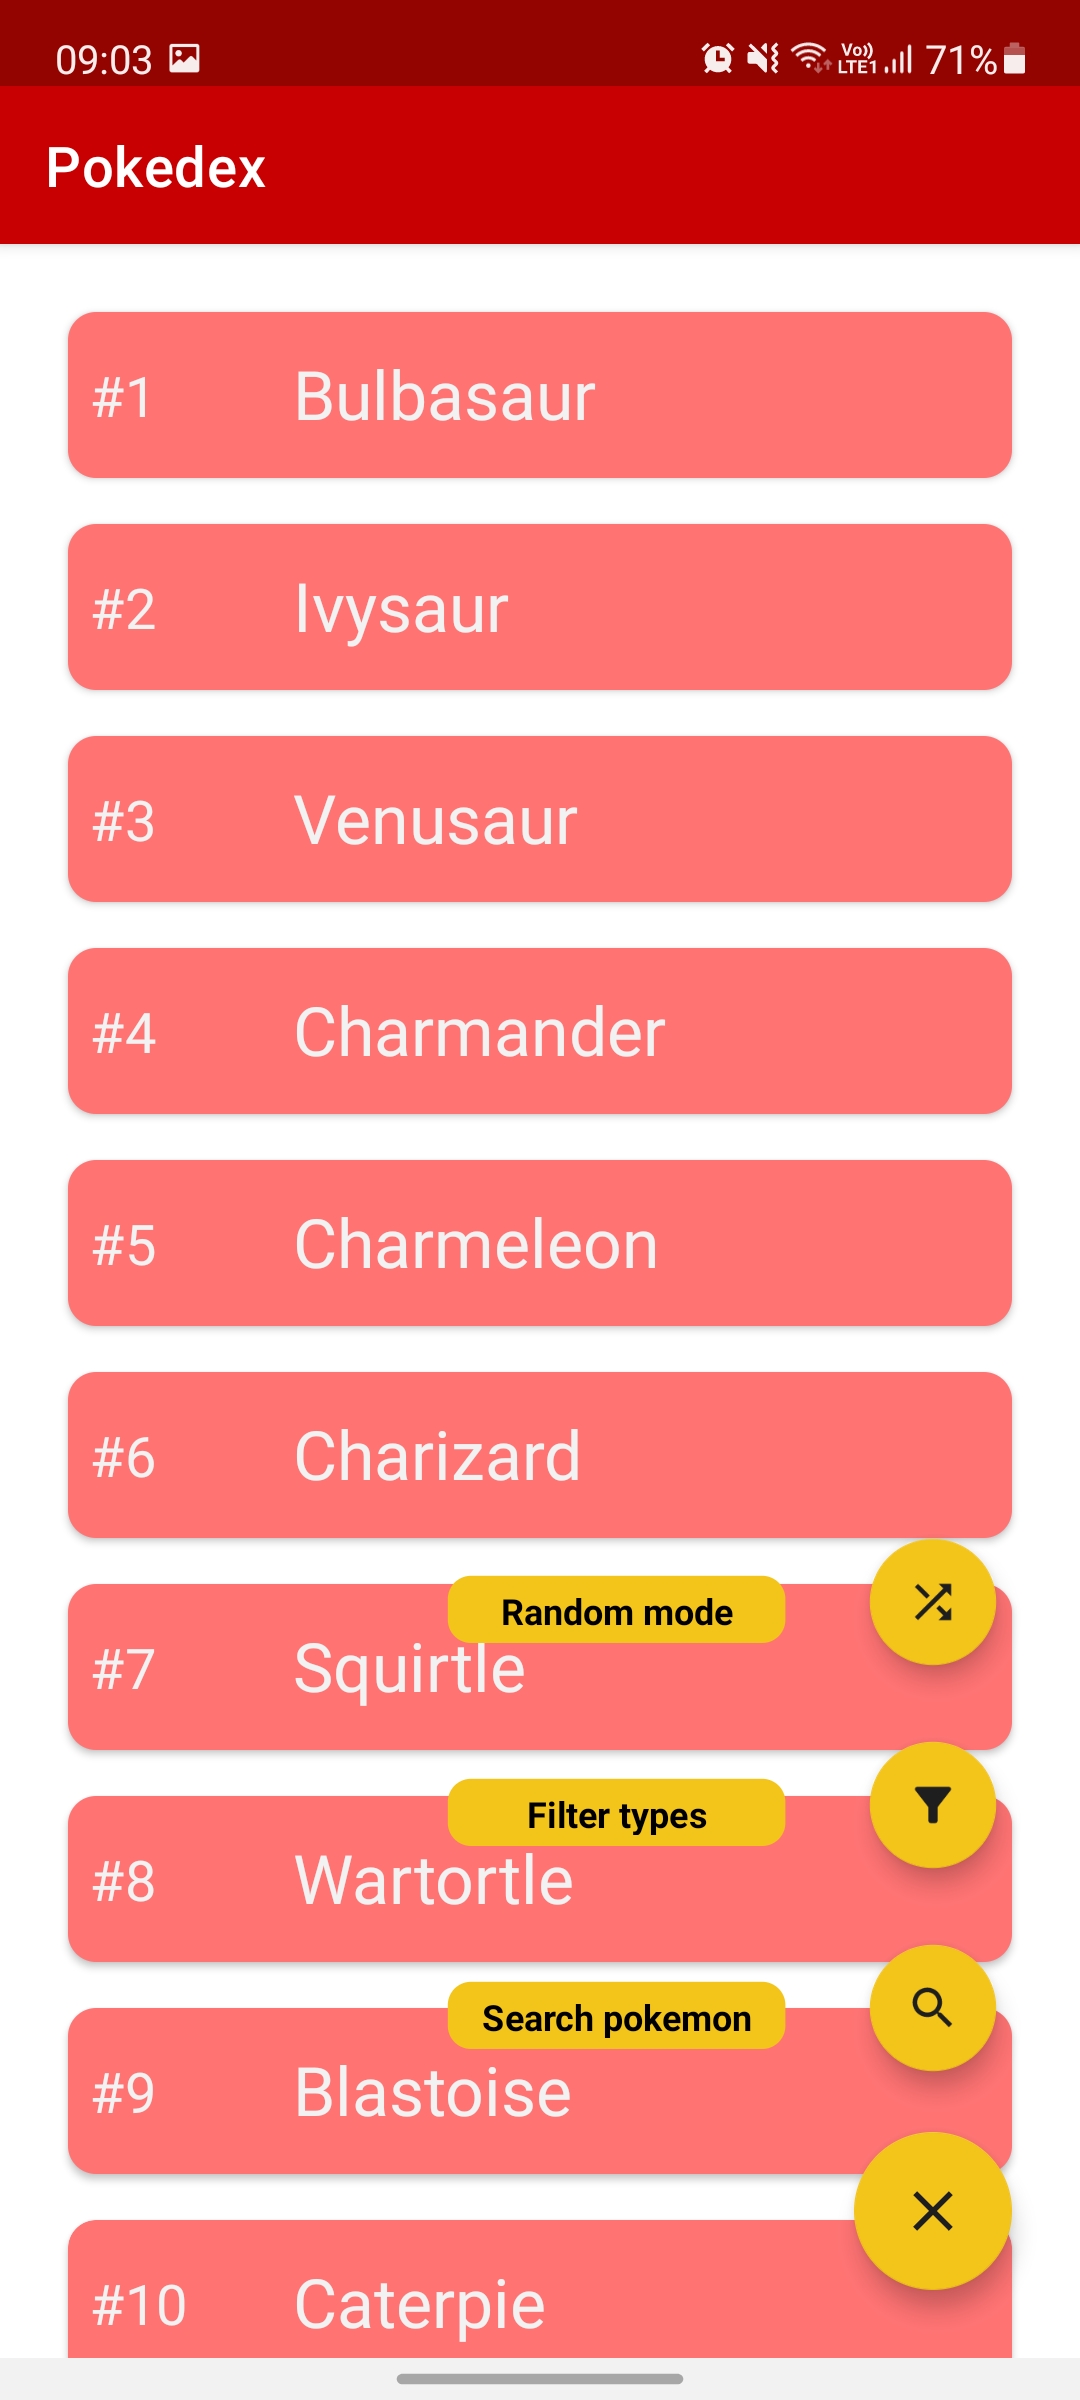 09:03 Vo)) LTE1 71%
Pokedex
#1 Bulbasaur
#2 Ivysaur
#3 Venusaur
#4 Charmander
#5 Charmeleon
#6 Charizard
Random mode
#7 Squirtle
Filter types
#8 Wartortle
Search pokemon
#9 Blastoise
#10 Caterpie